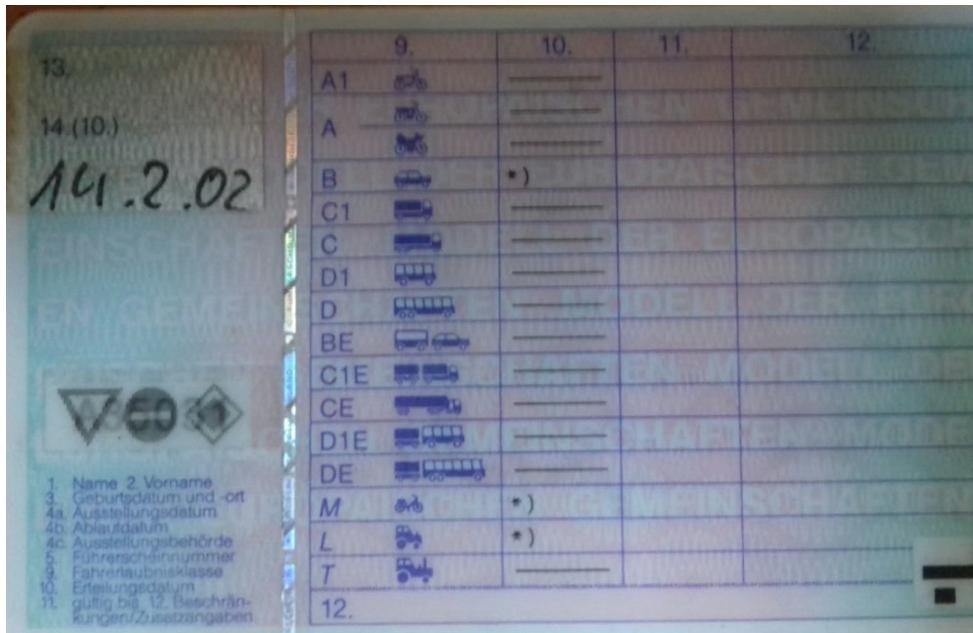 13.
14.(10.)
14.2.02
1. Name 2. Vorname
3. Geburtsdatum und -ort
4a. Ausstellungsdatum
4b. Ablaufdatum
4c. Ausstellungsbehörde
5. Führerscheinnummer
9. Fahrerlaubnisklasse
10. Erteilungsdatum
11. gültig bis 12. Beschrän-
kungen/Zusatzangaben
9. 10. 11. 12.
A1
A
B *)
C1
C
D1
D
BE
C1E
CE
D1E
DE
M *)
L *)
T
12.